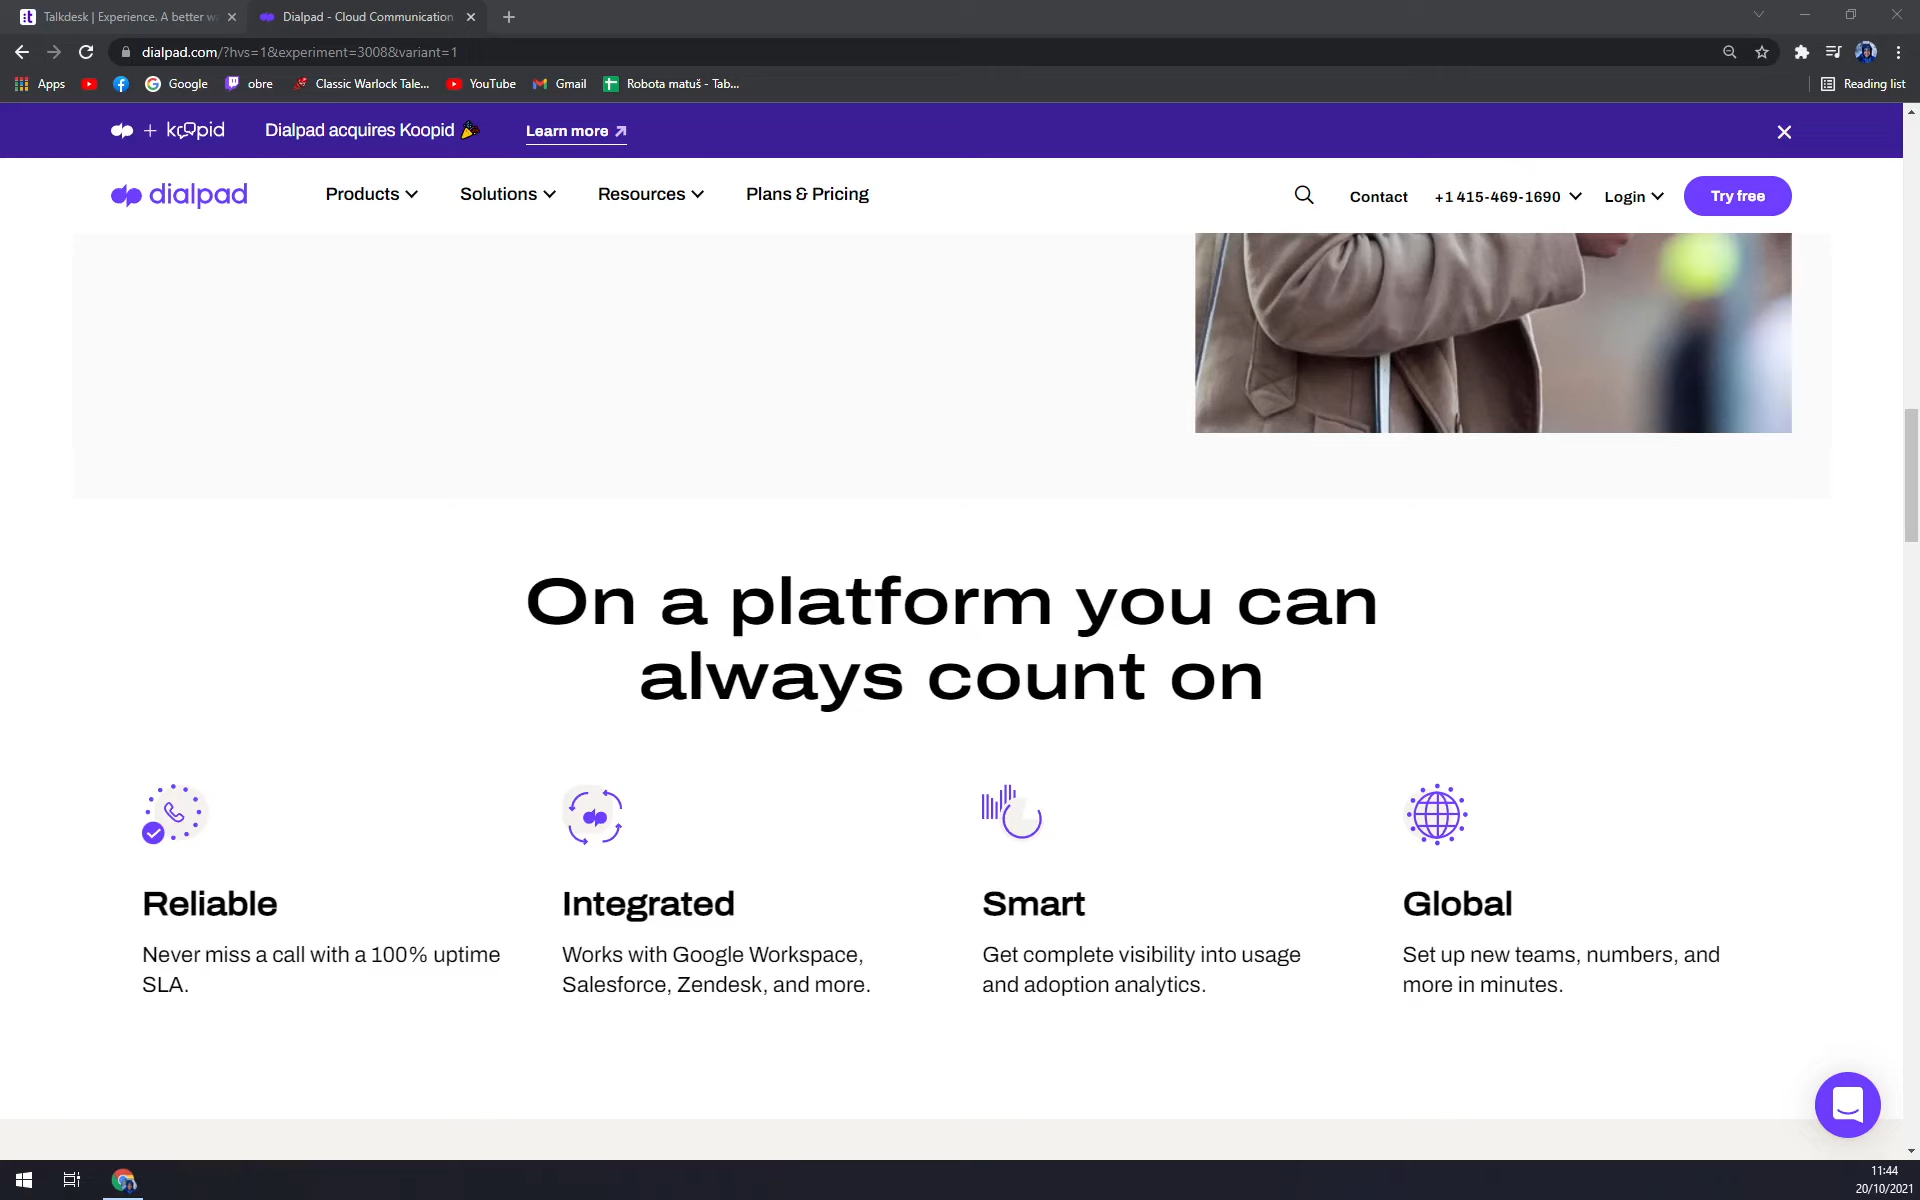 Talkdesk | Experience. A better w
Dialpad - Cloud Communication
dialpad.com/?hvs=1&experiment=3008&variant=1
Apps
Google
obre
Classic Warlock Tale...
YouTube
Gmail
Robota matuš - Tab...
Reading list
+ koopid
Dialpad acquires Koopid
Learn more
dialpad
Products
Solutions
Resources
Plans & Pricing
Contact
+1 415-469-1690
Login
Try free
On a platform you can
always count on
Reliable
Never miss a call with a 100% uptime
SLA.
Integrated
Works with Google Workspace,
Salesforce, Zendesk, and more.
Smart
Get complete visibility into usage
and adoption analytics.
Global
Set up new teams, numbers, and
more in minutes.
11:44
20/10/2021